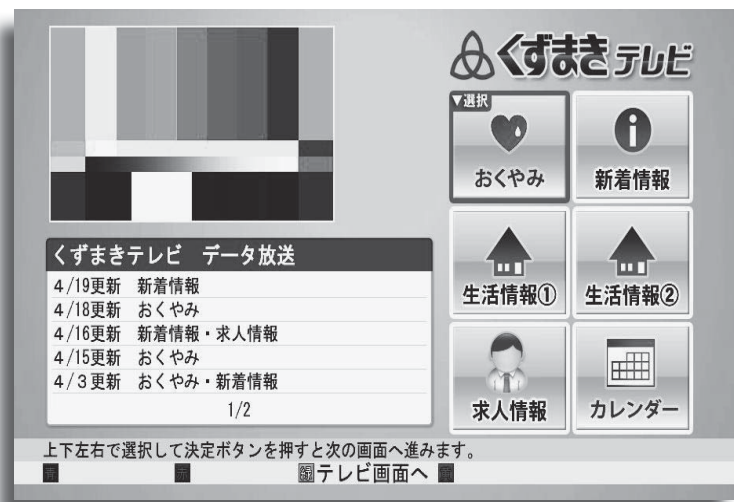 くずまきテレビ
▼選択
おくやみ
新着情報
くずまきテレビ データ放送
4/19更新 新着情報
4/18更新 おくやみ
4/16更新 新着情報・求人情報
4/15更新 おくやみ
4/3更新 おくやみ・新着情報
1/2
生活情報①
生活情報②
求人情報
カレンダー
上下左右で選択して決定ボタンを押すと次の画面へ進みます。
青 赤 緑テレビ画面へ